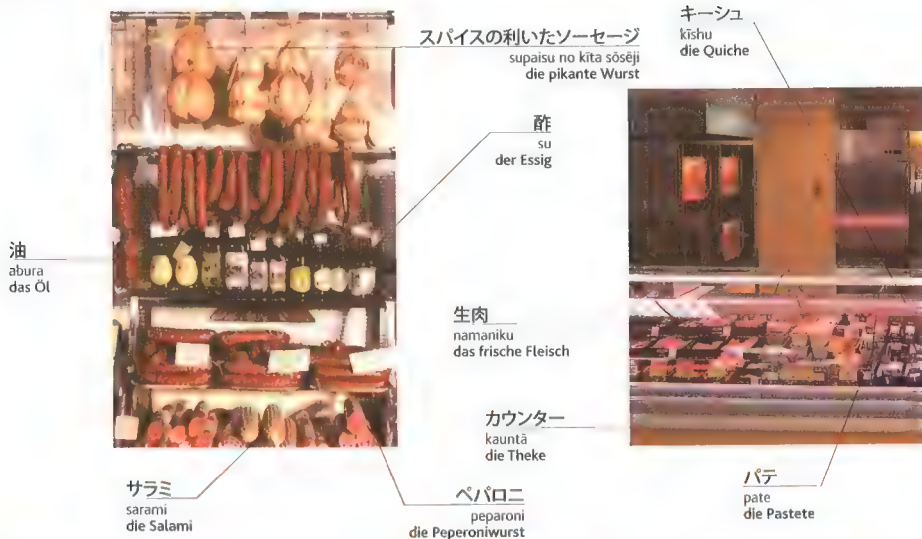 スパイスの利いたソーセージ
supaisu no kīta sōsēji
die pikante Wurst
キーシュ
kīshu
die Quiche
酢
su
der Essig
油
abura
das Öl
生肉
namaniku
das frische Fleisch
カウンター
kauntā
die Theke
サラミ
sarami
die Salami
ペパロニ
peparoni
die Peperoniwurst
パテ
pate
die Pastete